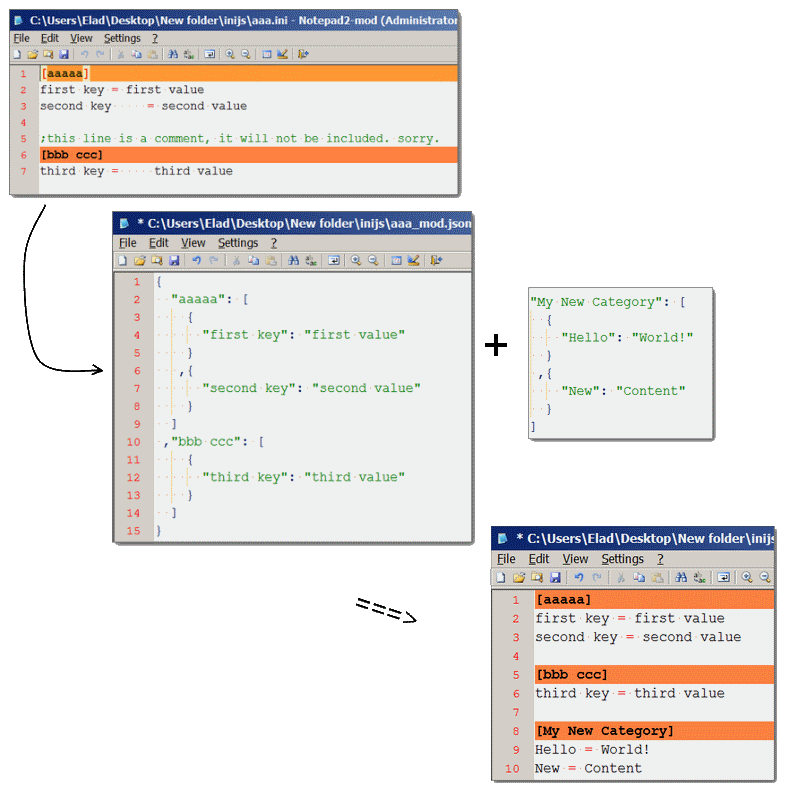 C:\Users\Elad\Desktop\New folder\inijs\aaa.ini - Notepad2-mod (Administrator
File Edit View Settings ?
1 [aaaaa]
2 first key = first value
3 second key = second value
4
5 ;this line is a comment, it will not be included. sorry.
6 [bbb ccc]
7 third key = third value
* C:\Users\Elad\Desktop\New folder\inijs\aaa_mod.json
File Edit View Settings ?
1 {
2 "aaaaa": [
3 {
4 "first key": "first value"
5 }
6 ,{
7 "second key": "second value"
8 }
9 ]
10 ,"bbb ccc": [
11 {
12 "third key": "third value"
13 }
14 ]
15 }
+
"My New Category": [
{
"Hello": "World!"
}
,{
"New": "Content"
}
]
* C:\Users\Elad\Desktop\New folder\inijs
File Edit View Settings ?
1 [aaaaa]
2 first key = first value
3 second key = second value
4
5 [bbb ccc]
6 third key = third value
7
8 [My New Category]
9 Hello = World!
10 New = Content